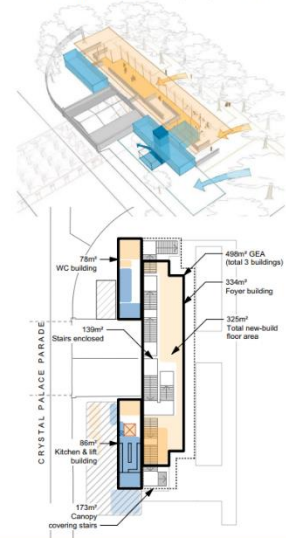 498m² GEA
(total 3 buildings)
78m²
WC building
334m²
Foyer building
139m²
Stairs enclosed
325m²
Total new-build
floor area
CRYSTAL PALACE PARADE
86m²
Kitchen & lift
building
173m²
Canopy
covering stairs